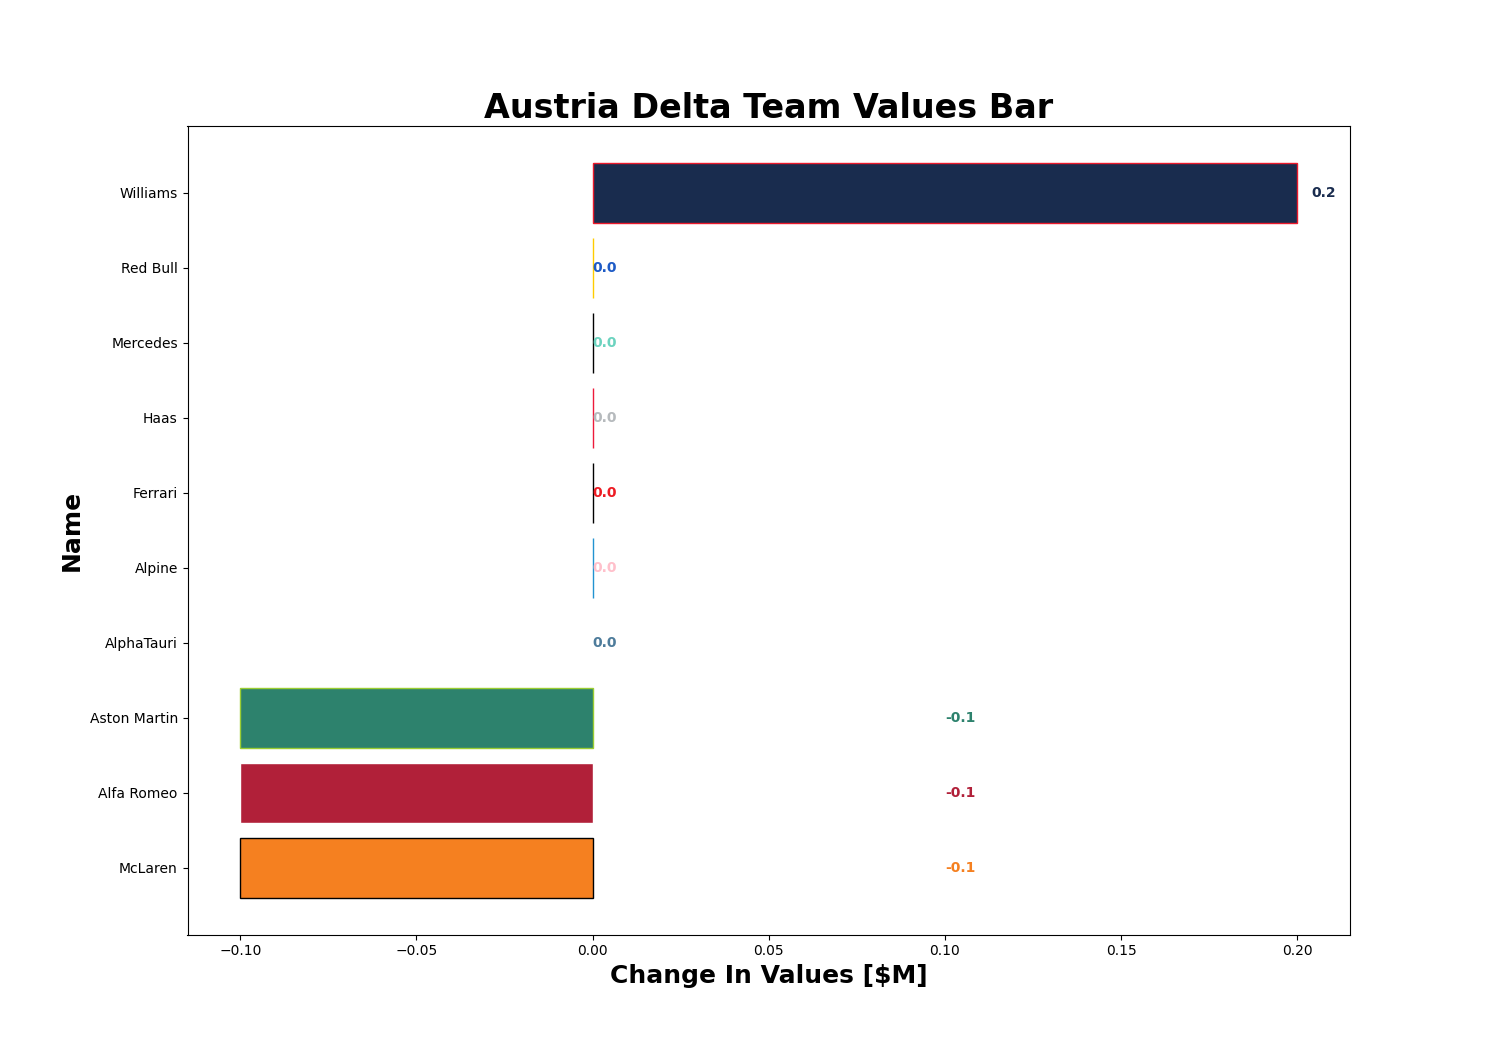 Austria Delta Team Values Bar
Williams 0.2
Red Bull 0.0
Mercedes 0.0
Haas 0.0
Ferrari 0.0
Alpine 0.0
AlphaTauri 0.0
Aston Martin -0.1
Alfa Romeo -0.1
McLaren -0.1
Name
−0.10 −0.05 0.00 0.05 0.10 0.15 0.20
Change In Values [$M]